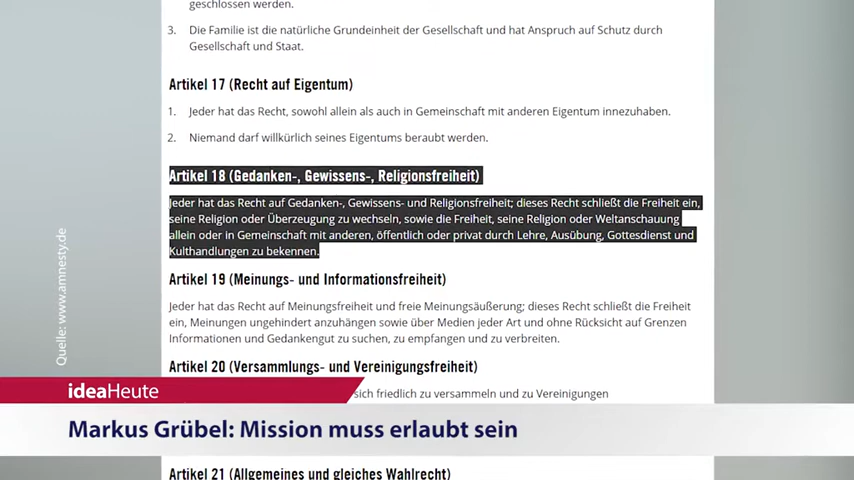 geschlossen werden.
3. Die Familie ist die natürliche Grundeinheit der Gesellschaft und hat Anspruch auf Schutz durch
Gesellschaft und Staat.
Artikel 17 (Recht auf Eigentum)
1. Jeder hat das Recht, sowohl allein als auch in Gemeinschaft mit anderen Eigentum innezuhaben.
2. Niemand darf willkürlich seines Eigentums beraubt werden.
Artikel 18 (Gedanken-, Gewissens-, Religionsfreiheit)
Jeder hat das Recht auf Gedanken-, Gewissens- und Religionsfreiheit; dieses Recht schließt die Freiheit ein,
seine Religion oder Überzeugung zu wechseln, sowie die Freiheit, seine Religion oder Weltanschauung
allein oder in Gemeinschaft mit anderen, öffentlich oder privat durch Lehre, Ausübung, Gottesdienst und
Kulthandlungen zu bekennen.
Artikel 19 (Meinungs- und Informationsfreiheit)
Jeder hat das Recht auf Meinungsfreiheit und freie Meinungsäußerung; dieses Recht schließt die Freiheit
ein, Meinungen ungehindert anzuhängen sowie über Medien jeder Art und ohne Rücksicht auf Grenzen
Informationen und Gedankengut zu suchen, zu empfangen und zu verbreiten.
Artikel 20 (Versammlungs- und Vereinigungsfreiheit)
sich friedlich zu versammeln und zu Vereinigungen
Quelle: www.amnesty.de
ideaHeute
Markus Grübel: Mission muss erlaubt sein
Artikel 21 (Allgemeines und gleiches Wahlrecht)